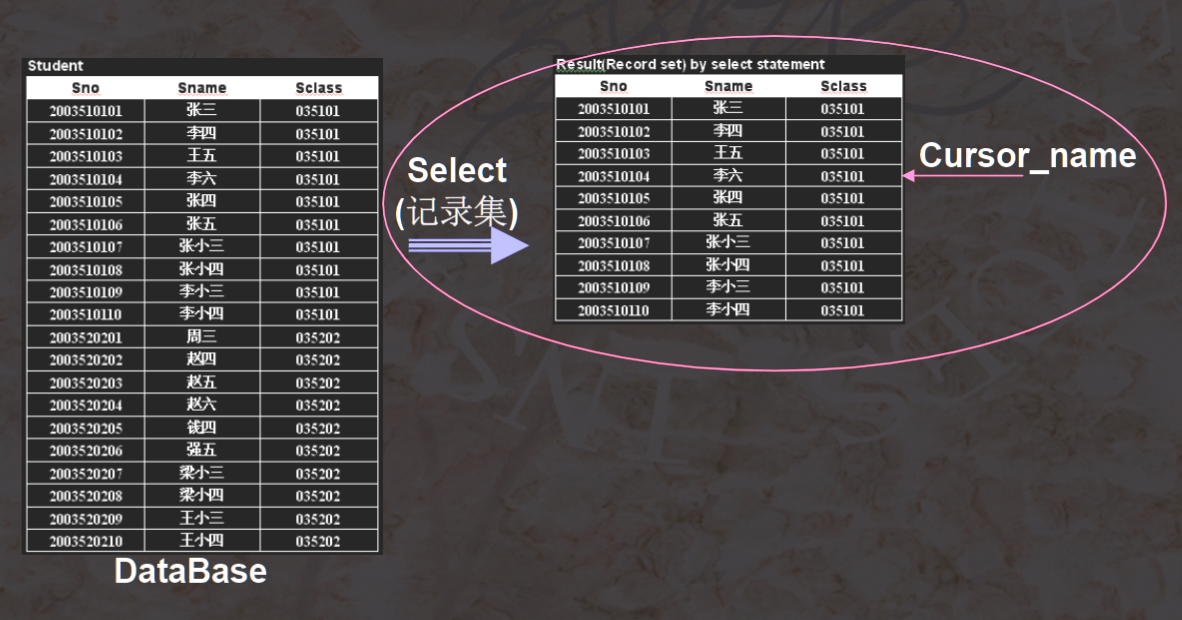 Student
Sno Sname Sclass
2003510101 张三 035101
2003510102 李四 035101
2003510103 王五 035101
2003510104 李六 035101
2003510105 张四 035101
2003510106 张五 035101
2003510107 张小三 035101
2003510108 张小四 035101
2003510109 李小三 035101
2003510110 李小四 035101
2003520201 周三 035202
2003520202 赵四 035202
2003520203 赵五 035202
2003520204 赵六 035202
2003520205 钱四 035202
2003520206 强五 035202
2003520207 梁小三 035202
2003520208 梁小四 035202
2003520209 王小三 035202
2003520210 王小四 035202
DataBase
Select
(记录集)
Result(Record set) by select statement
Sno Sname Sclass
2003510101 张三 035101
2003510102 李四 035101
2003510103 王五 035101
2003510104 李六 035101
2003510105 张四 035101
2003510106 张五 035101
2003510107 张小三 035101
2003510108 张小四 035101
2003510109 李小三 035101
2003510110 李小四 035101
Cursor_name